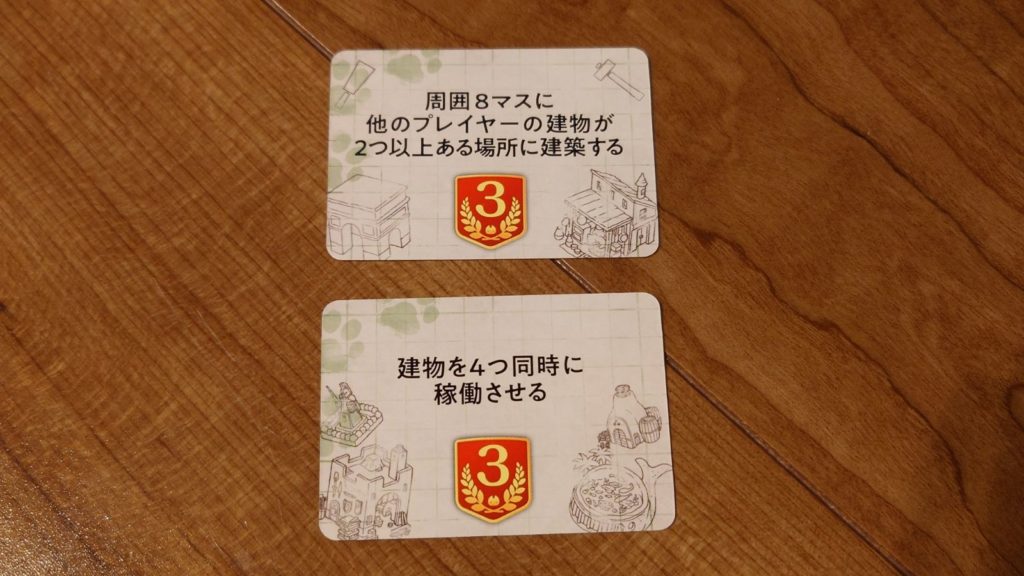 周囲8マスに
他のプレイヤーの建物が
2つ以上ある場所に建築する
3
建物を4つ同時に
稼働させる
3